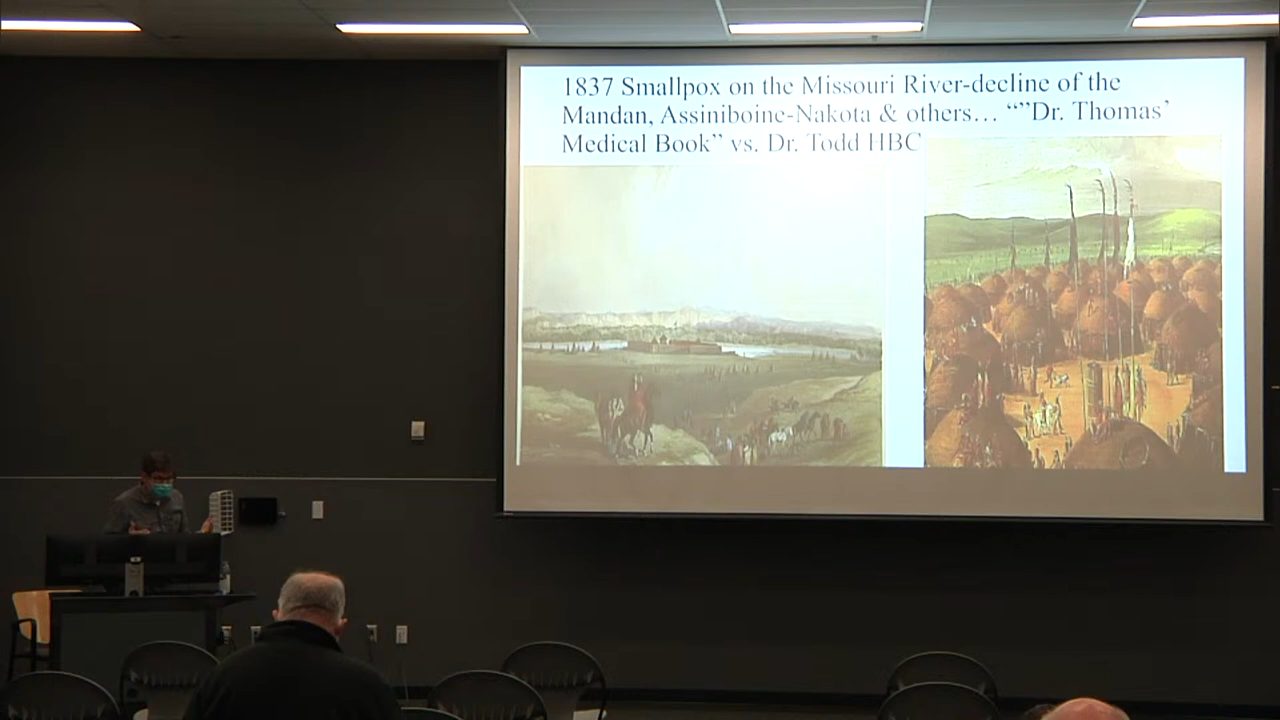 1837 Smallpox on the Missouri River-decline of the
Mandan, Assiniboine-Nakota & others... “”Dr. Thomas’
Medical Book” vs. Dr. Todd HBC